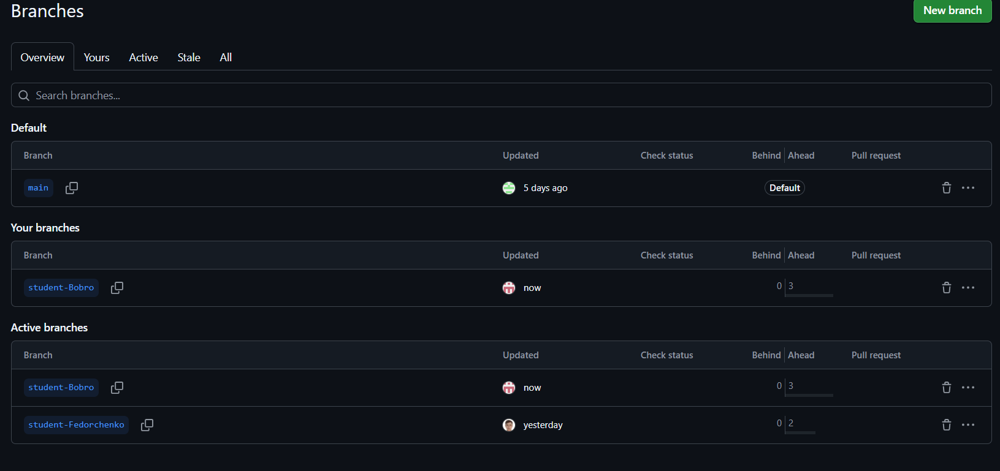 Branches New branch
Overview Yours Active Stale All
Search branches...
Default
Branch Updated Check status Behind Ahead Pull request
main 5 days ago Default
Your branches
Branch Updated Check status Behind Ahead Pull request
student-Bobro now 0 3
Active branches
Branch Updated Check status Behind Ahead Pull request
student-Bobro now 0 3
student-Fedorchenko yesterday 0 2